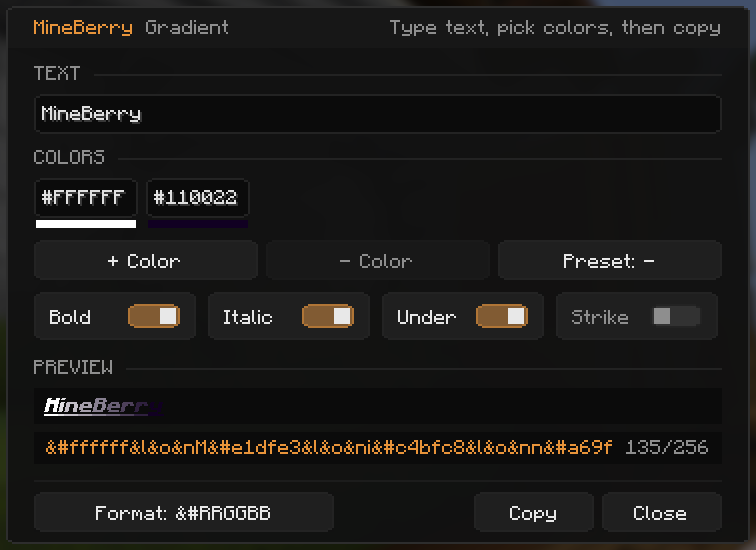 MineBerry Gradient Type text, pick colors, then copy
TEXT
MineBerry
COLORS
#FFFFFF #110022
+ Color - Color Preset: -
Bold Italic Under Strike
PREVIEW
MineBerry
&#ffffff&l&o&nM&#e1dfe3&l&o&ni&#c4bfc8&l&o&nn&#a69f 135/256
Format: &#RRGGBB Copy Close